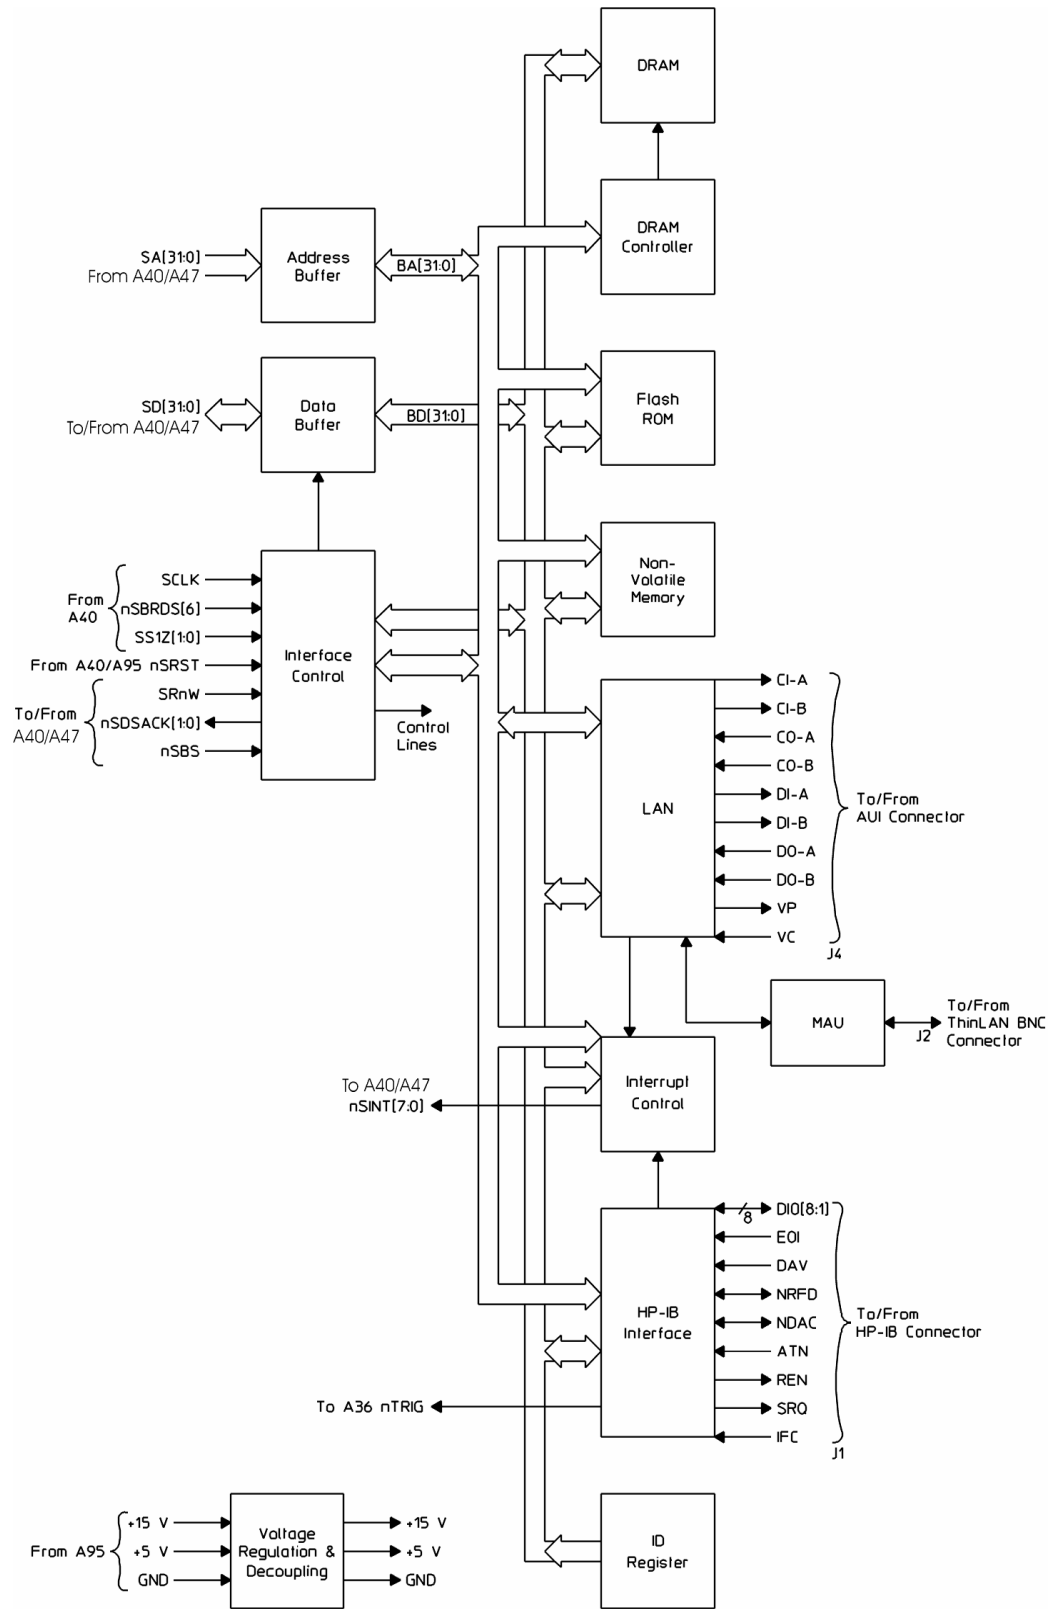 DRAM
DRAM
Controller
SA[31:0]
From A40/A47
Address
Buffer
BA[31:0]
Flash
ROM
SD[31:0]
To/From A40/A47
Data
Buffer
BD[31:0]
Non-
Volatile
Memory
From
A40
SCLK
nSBRDS[6]
SS1Z[1:0]
From A40/A95 nSRST
To/From
A40/A47
SRnW
nSDSACK[1:0]
nSBS
Interface
Control
Control
Lines
LAN
CI-A
CI-B
CO-A
CO-B
DI-A
DI-B
DO-A
DO-B
VP
VC
To/From
AUI Connector
J4
MAU
J2
To/From
ThinLAN BNC
Connector
To A40/A47
nSINT[7:0]
Interrupt
Control
HP-IB
Interface
8
DIO[8:1]
EOI
DAV
NRFD
NDAC
ATN
REN
SRQ
IFC
To/From
HP-IB Connector
J1
To A36 nTRIG
From A95
+15 V
+5 V
GND
Voltage
Regulation &
Decoupling
+15 V
+5 V
GND
ID
Register